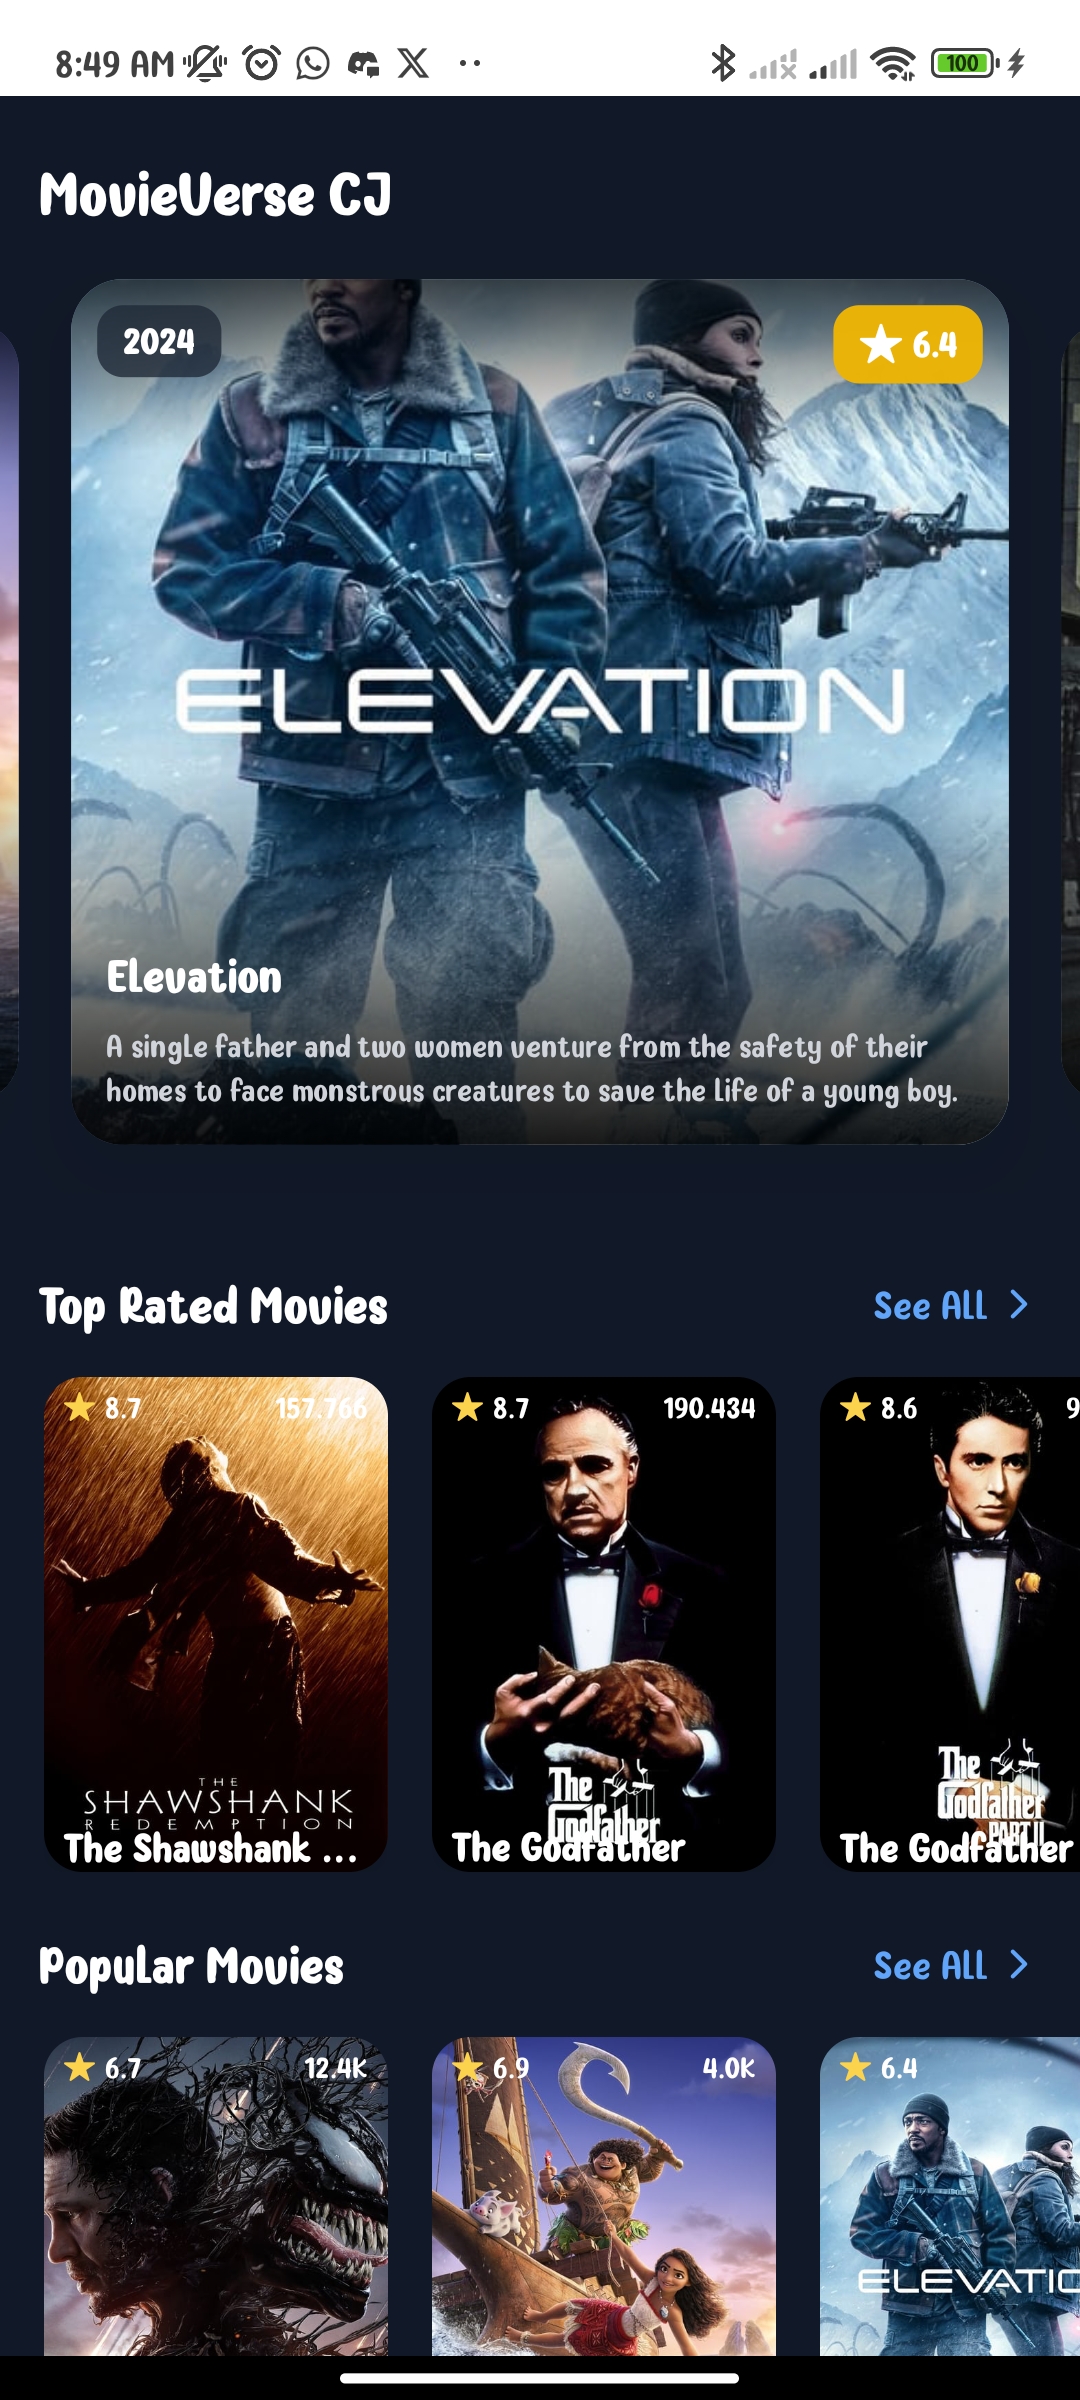 8:49 AM
100
MovieVerse CJ
2024
6.4
ELEVATION
Elevation
A single father and two women venture from the safety of their
homes to face monstrous creatures to save the life of a young boy.
Top Rated Movies
See All
8.7
157.766
8.7
190.434
8.6
9
THE
SHAWSHANK
REDEMPTION
The Shawshank ...
The
Godfather
The Godfather
The
Godfather
PART II
The Godfather
Popular Movies
See All
6.7
12.4K
6.9
4.0K
6.4
ELEVATIO